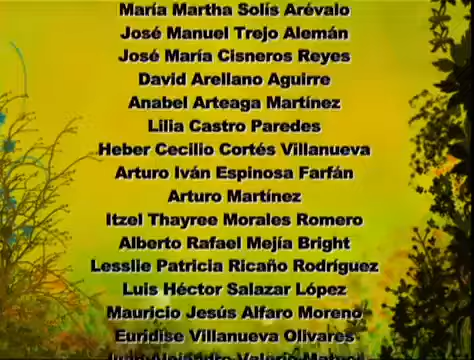 María Martha Solís Arévalo
José Manuel Trejo Alemán
José María Cisneros Reyes
David Arellano Aguirre
Anabel Arteaga Martínez
Lilia Castro Paredes
Heber Cecilio Cortés Villanueva
Arturo Iván Espinosa Farfán
Arturo Martínez
Itzel Thayree Morales Romero
Alberto Rafael Mejía Bright
Lesslie Patricia Ricaño Rodríguez
Luis Héctor Salazar López
Mauricio Jesús Alfaro Moreno
Euridise Villanueva Olivares